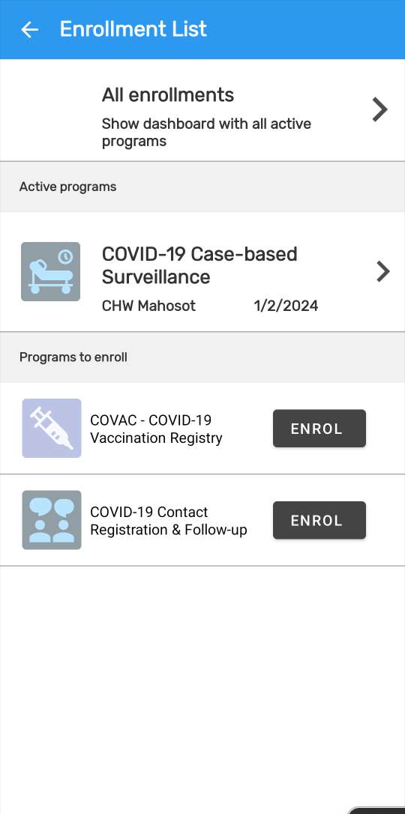 Enrollment List
All enrollments
Show dashboard with all active
programs
Active programs
COVID-19 Case-based
Surveillance
CHW Mahosot 1/2/2024
Programs to enroll
COVAC - COVID-19
Vaccination Registry
ENROL
COVID-19 Contact
Registration & Follow-up
ENROL